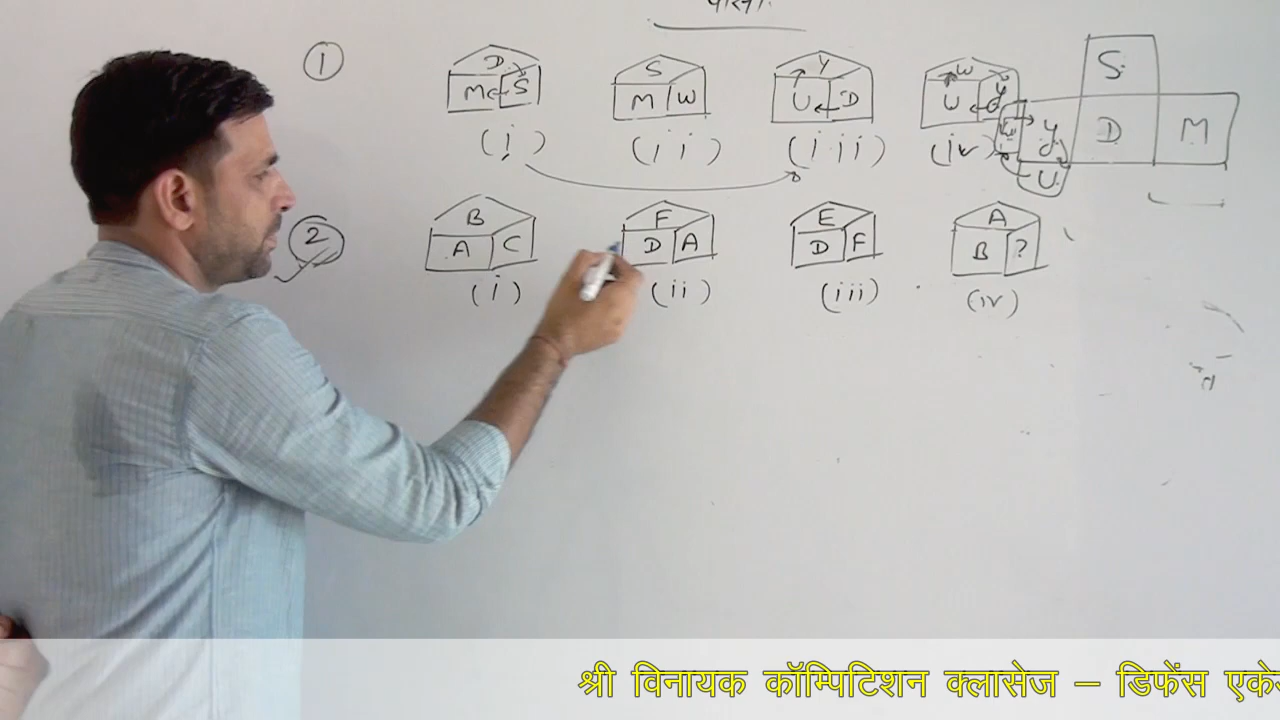 पासा
1
D M S
S M W
Y U D
W U Y
(i) (ii) (iii) (iv)
S
Y D M
W
U
2
B A C
F D A
E D F
A B ?
(i) (ii) (iii) (iv)
श्री विनायक कॉम्पिटिशन क्लासेज – डिफेंस